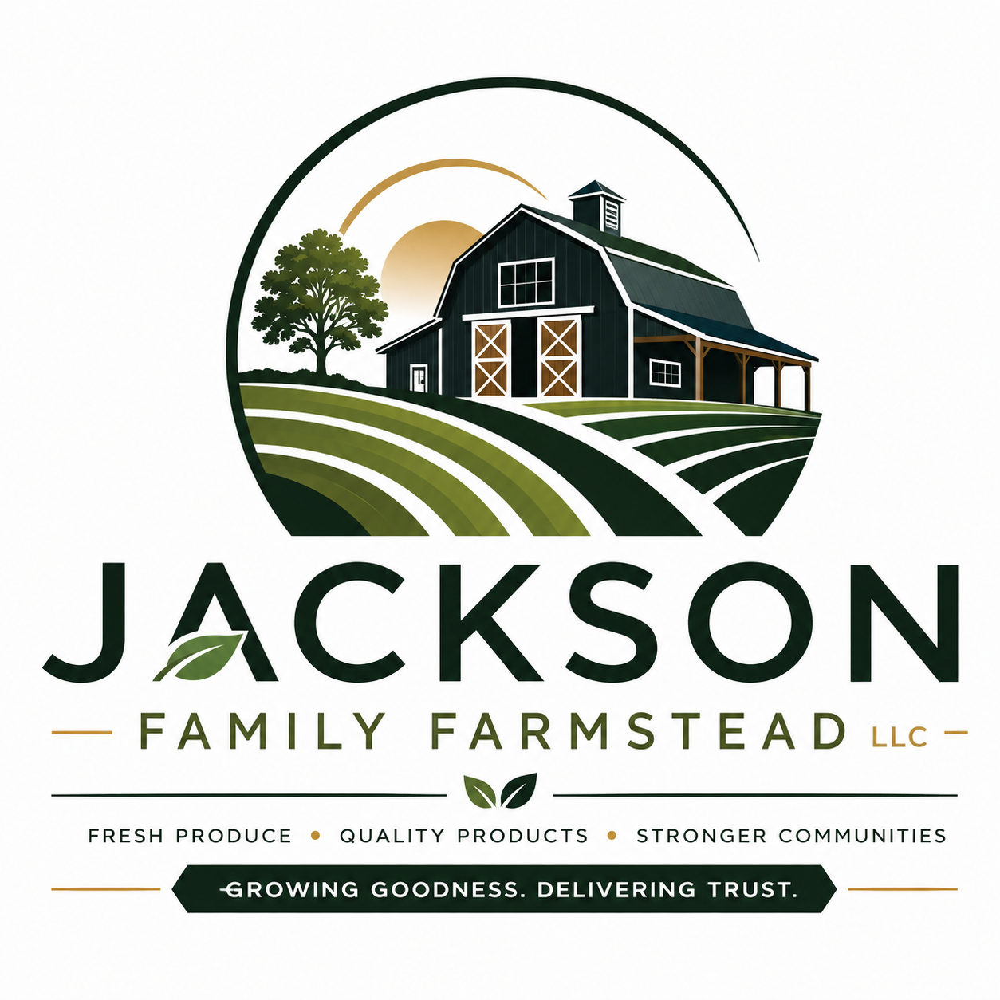 JACKSON
FAMILY FARMSTEAD LLC
FRESH PRODUCE • QUALITY PRODUCTS • STRONGER COMMUNITIES
GROWING GOODNESS. DELIVERING TRUST.